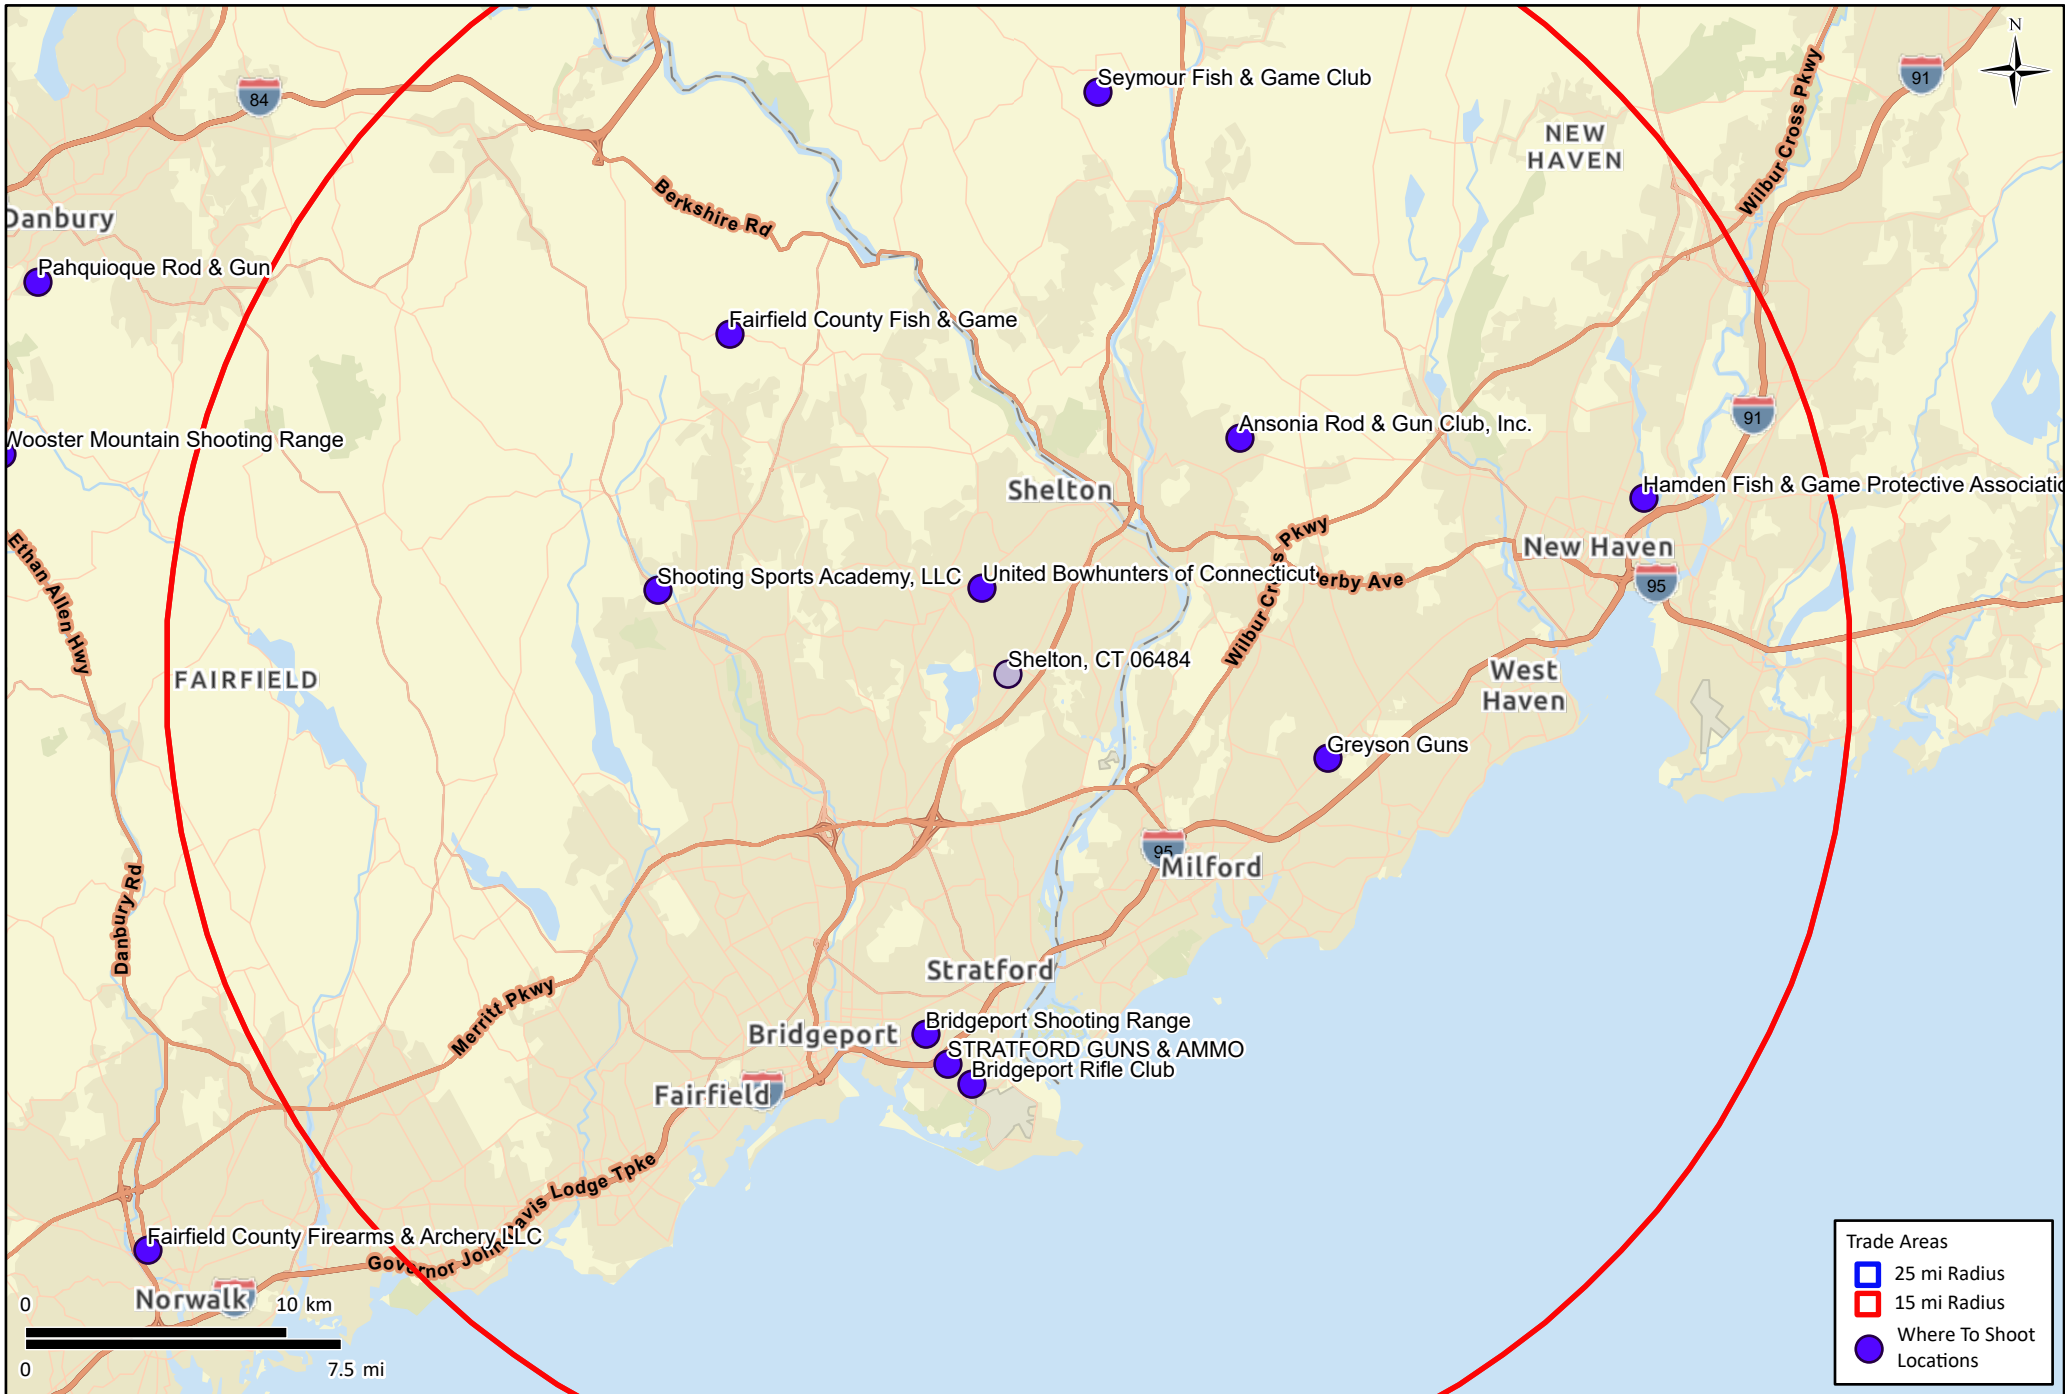 N
Seymour Fish & Game Club
91
84
NEW
HAVEN
Wilbur Cross Pkwy
Berkshire Rd
Danbury
Pahquioque Rod & Gun
Fairfield County Fish & Game
91
Ansonia Rod & Gun Club, Inc.
Wooster Mountain Shooting Range
Shelton
Hamden Fish & Game Protective Associatio
Ethan Allen Hwy
New Haven
95
Shooting Sports Academy, LLC
United Bowhunters of Connecticut
erby Ave
Wilbur Cross Pkwy
Shelton, CT 06484
FAIRFIELD
West
Haven
Greyson Guns
95
Milford
Danbury Rd
Stratford
Merritt Pkwy
Bridgeport Shooting Range
Bridgeport
STRATFORD GUNS & AMMO
Bridgeport Rifle Club
Fairfield
Governor John Davis Lodge Tpke
Fairfield County Firearms & Archery LLC
Norwalk
0 10 km
0 7.5 mi
Trade Areas
25 mi Radius
15 mi Radius
Where To Shoot
Locations